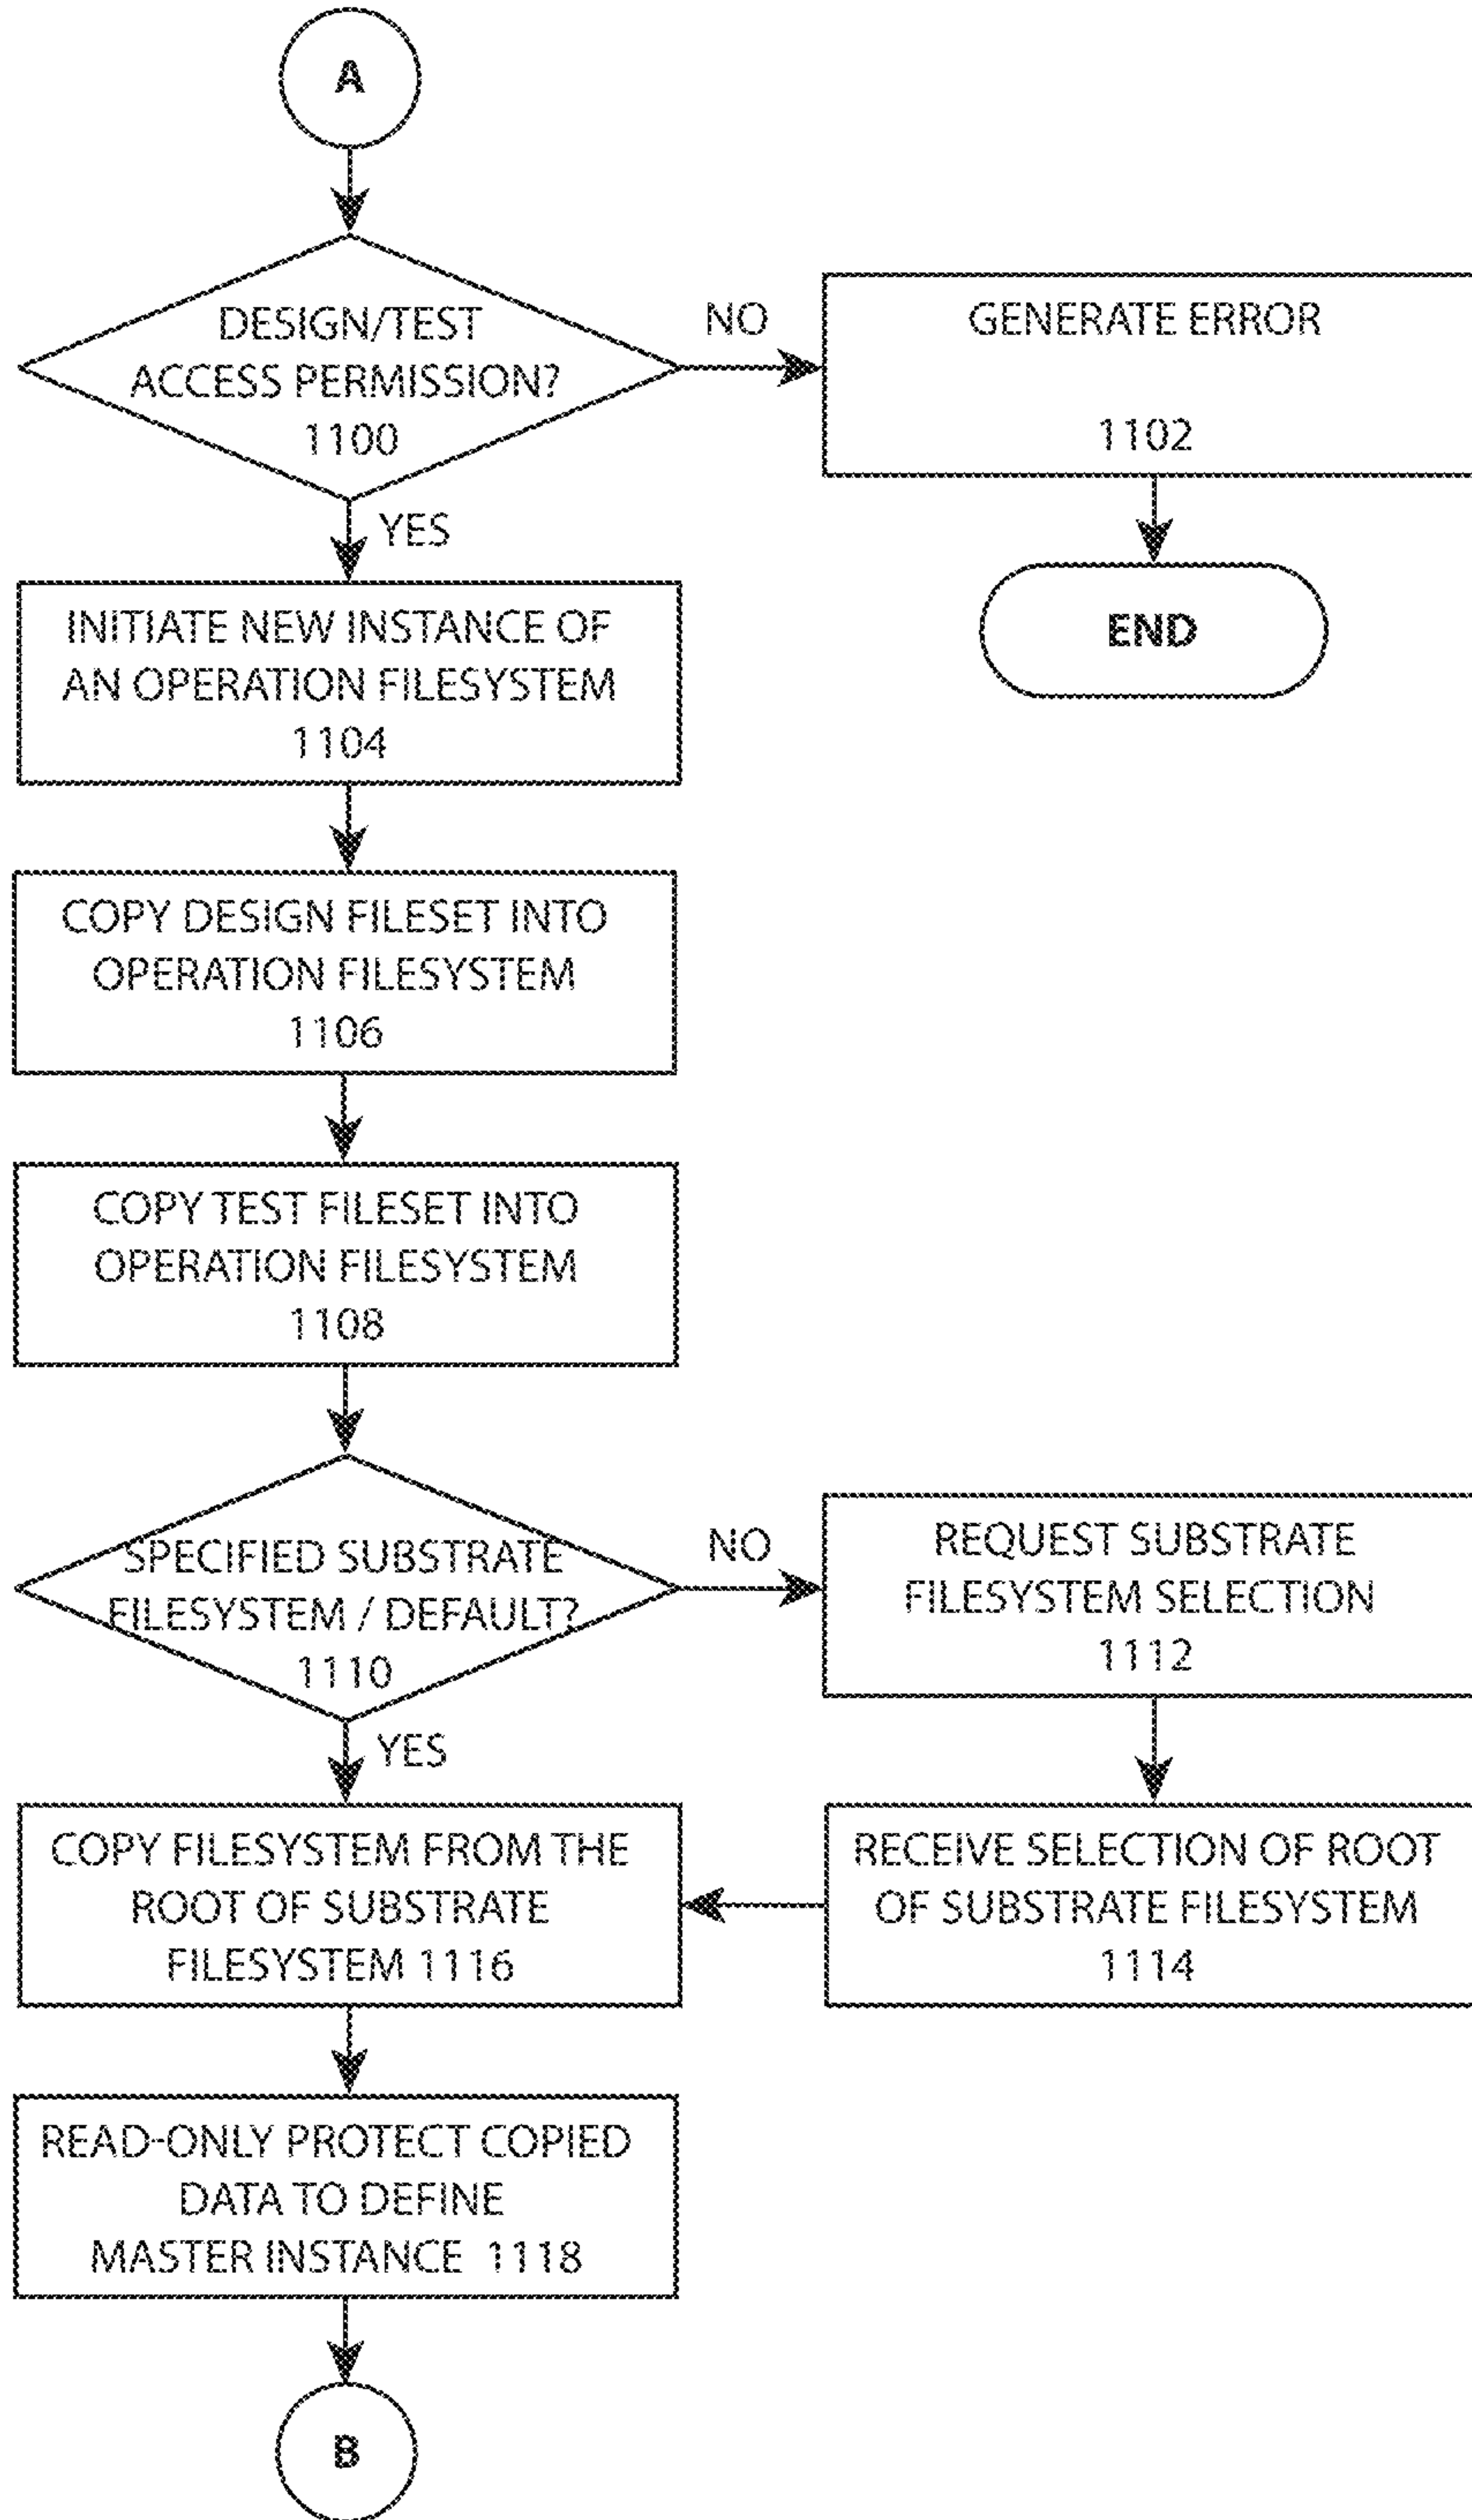 A
DESIGN/TEST
ACCESS PERMISSION?
1100
NO
GENERATE ERROR
1102
YES
END
INITIATE NEW INSTANCE OF
AN OPERATION FILESYSTEM
1104
COPY DESIGN FILESET INTO
OPERATION FILESYSTEM
1106
COPY TEST FILESET INTO
OPERATION FILESYSTEM
1108
SPECIFIED SUBSTRATE
FILESYSTEM / DEFAULT?
1110
NO
REQUEST SUBSTRATE
FILESYSTEM SELECTION
1112
YES
RECEIVE SELECTION OF ROOT
OF SUBSTRATE FILESYSTEM
1114
COPY FILESYSTEM FROM THE
ROOT OF SUBSTRATE
FILESYSTEM 1116
READ-ONLY PROTECT COPIED
DATA TO DEFINE
MASTER INSTANCE 1118
B